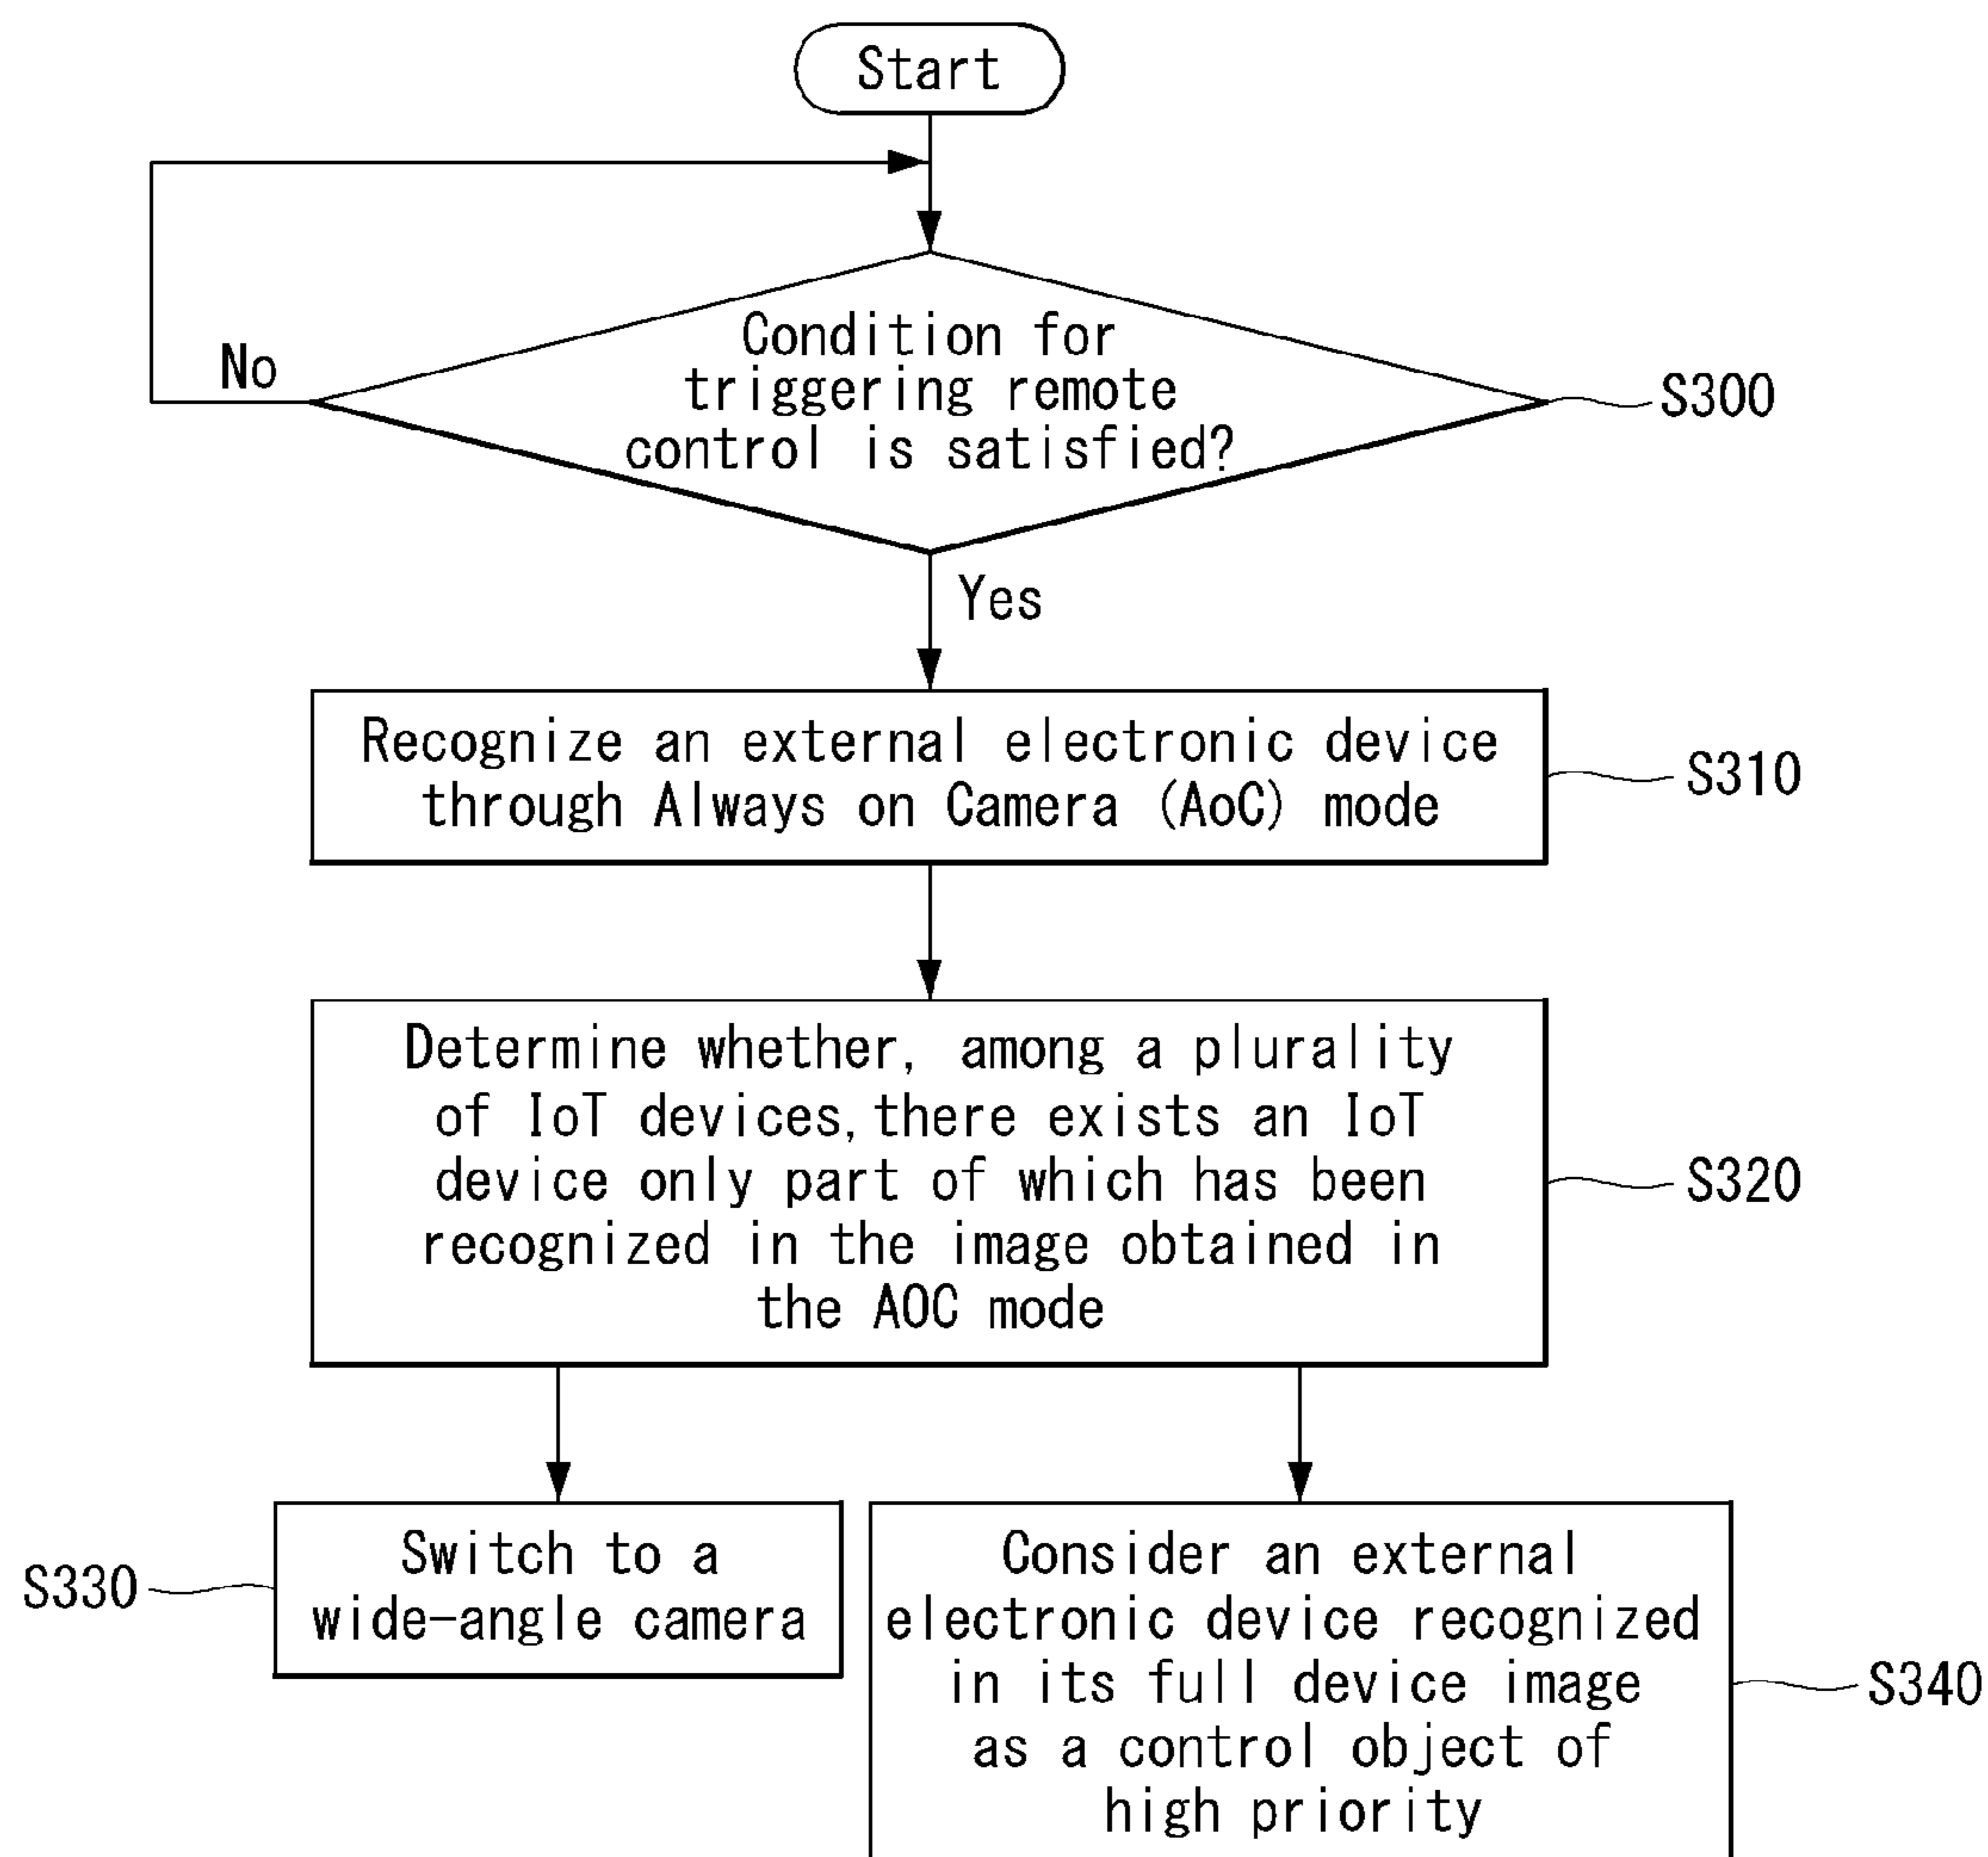 Start
Condition for
triggering remote
control is satisfied?
No
S300
Yes
Recognize an external electronic device
through Always on Camera (AoC) mode
S310
Determine whether, among a plurality
of IoT devices, there exists an IoT
device only part of which has been
recognized in the image obtained in
the AOC mode
S320
Switch to a
wide-angle camera
S330
Consider an external
electronic device recognized
in its full device image
as a control object of
high priority
S340